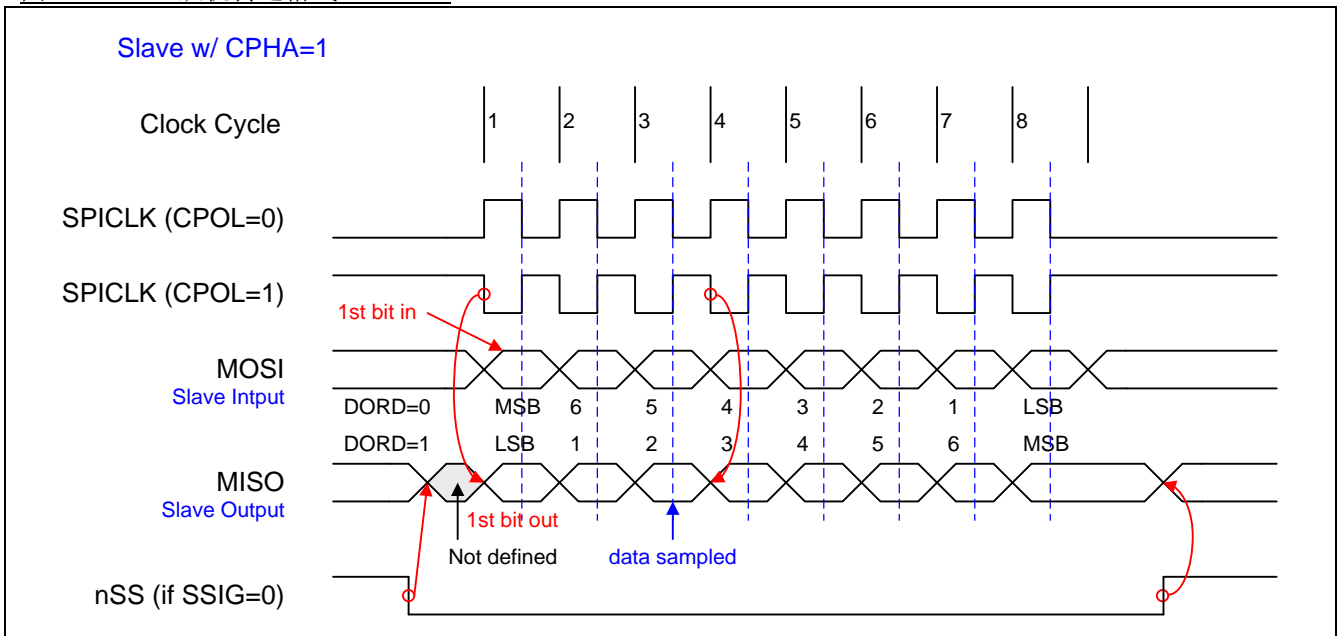 Slave w/ CPHA=1
Clock Cycle
1 2 3 4 5 6 7 8
SPICLK (CPOL=0)
SPICLK (CPOL=1)
1st bit in
MOSI
Slave Intput
DORD=0 MSB 6 5 4 3 2 1 LSB
DORD=1 LSB 1 2 3 4 5 6 MSB
MISO
Slave Output
1st bit out
Not defined data sampled
nSS (if SSIG=0)